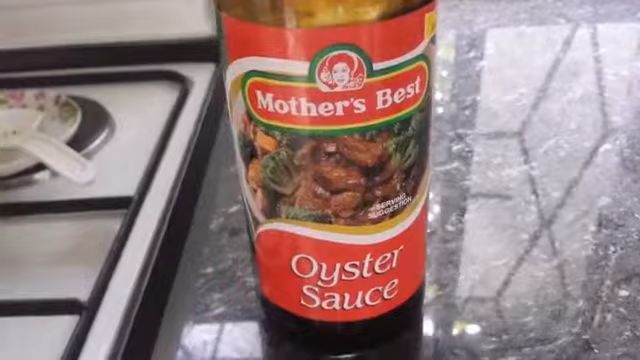 Mother's Best
SERVING
SUGGESTION
Oyster
Sauce